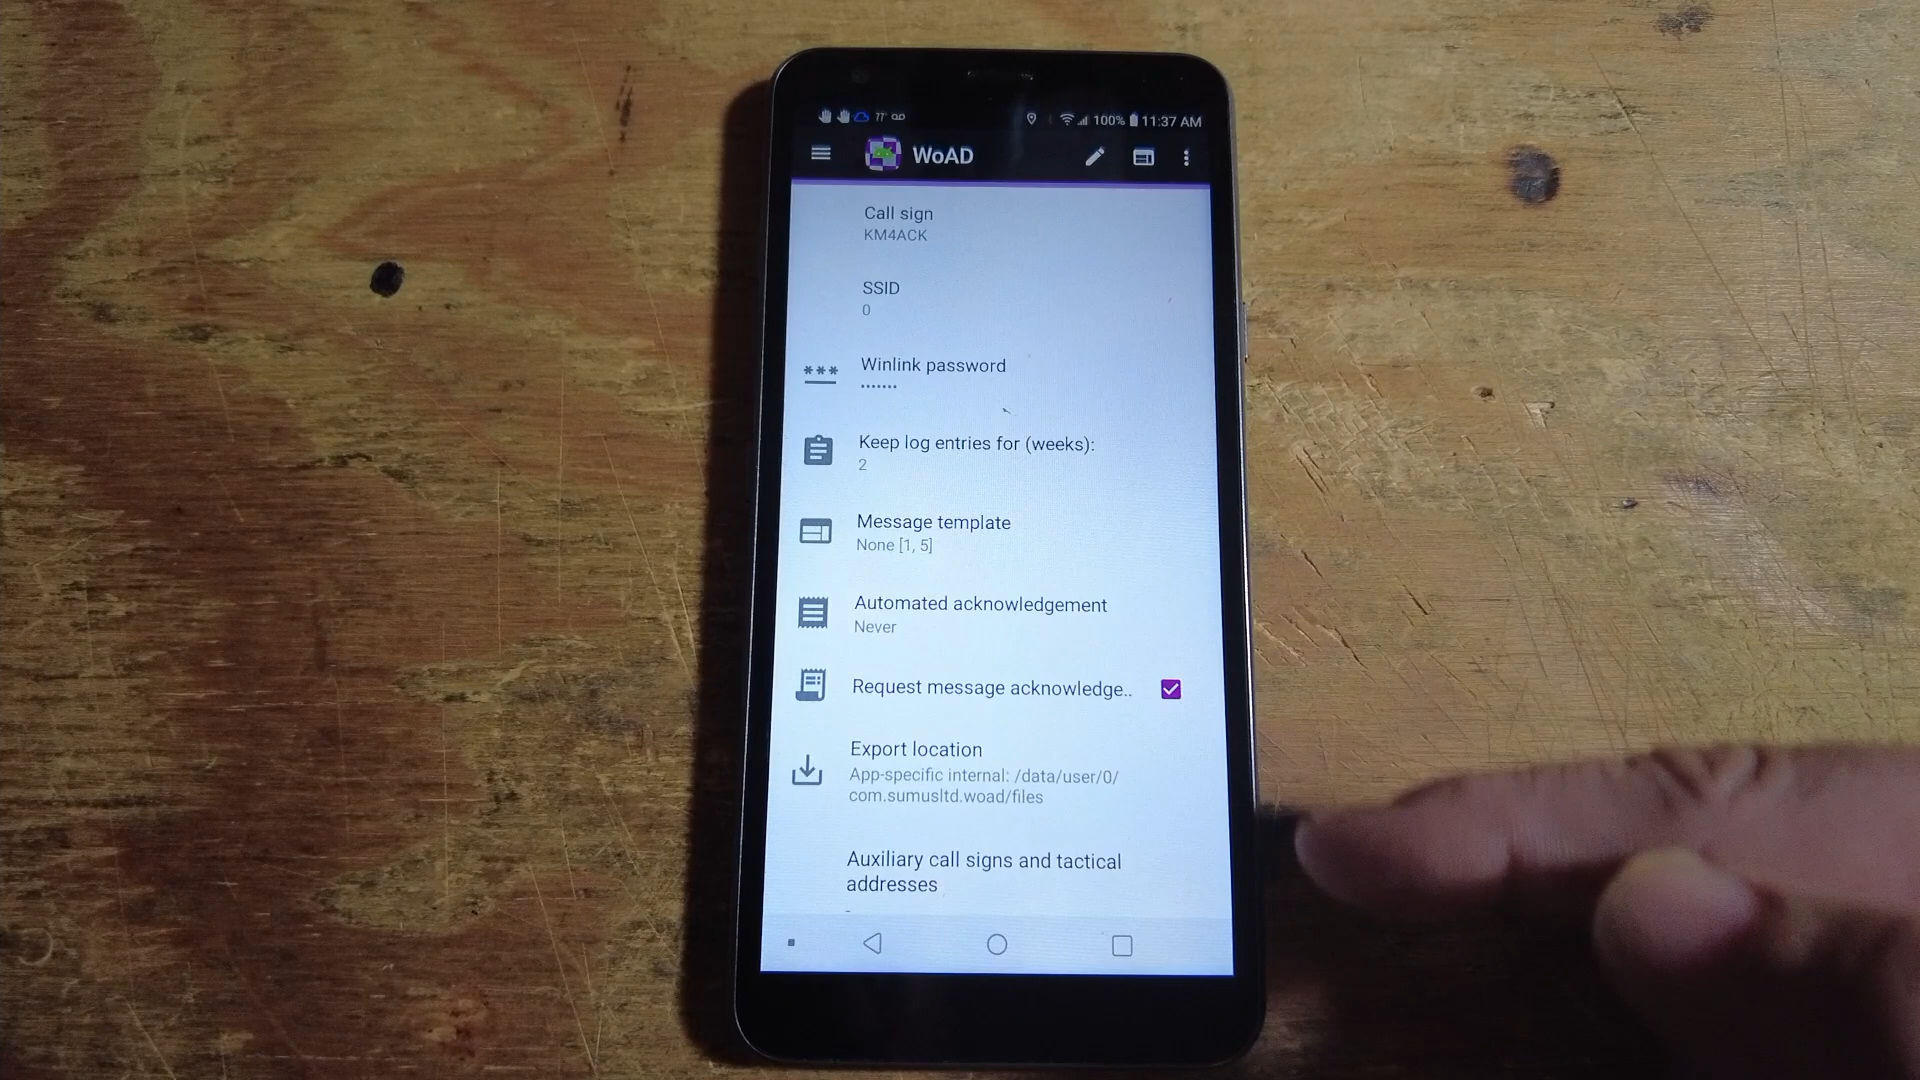 77° 100% 11:37 AM
WoAD
Call sign
KM4ACK
SSID
0
***
Winlink password
•••••••
Keep log entries for (weeks):
2
Message template
None [1, 5]
Automated acknowledgement
Never
Request message acknowledge..
Export location
App-specific internal: /data/user/0/
com.sumusltd.woad/files
Auxiliary call signs and tactical
addresses